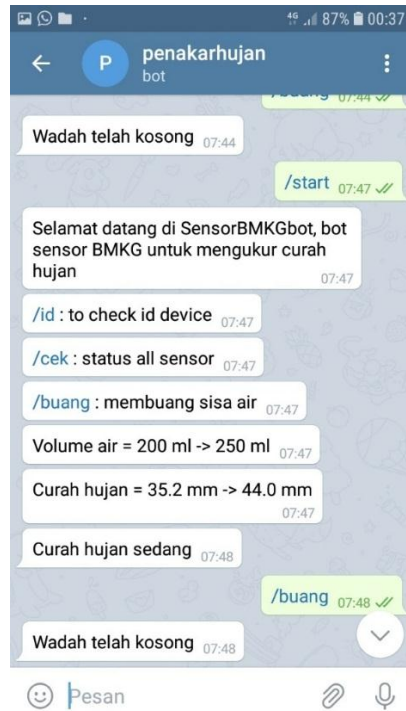 4G 87% 00:37
P penakarhujan
bot
/buang 07:44
Wadah telah kosong 07:44
/start 07:47
Selamat datang di SensorBMKGbot, bot
sensor BMKG untuk mengukur curah
hujan
07:47
/id : to check id device 07:47
/cek : status all sensor 07:47
/buang : membuang sisa air 07:47
Volume air = 200 ml -> 250 ml 07:47
Curah hujan = 35.2 mm -> 44.0 mm
07:47
Curah hujan sedang 07:48
/buang 07:48
Wadah telah kosong 07:48
Pesan